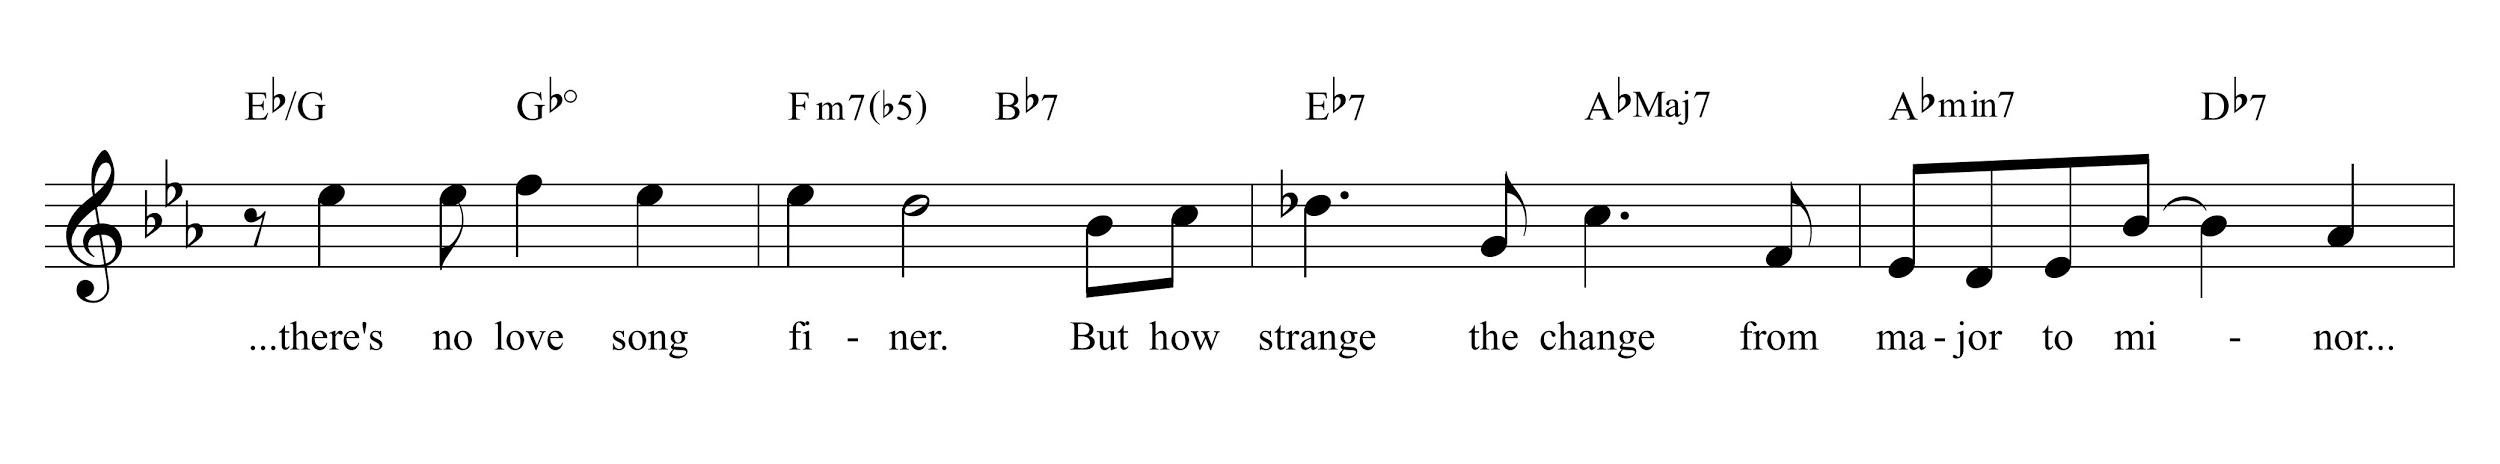 E♭/G G♭° Fm7(♭5) B♭7 E♭7 A♭Maj7 A♭min7 D♭7
...there's no love song fi - ner. But how strange the change from ma - jor to mi - nor...